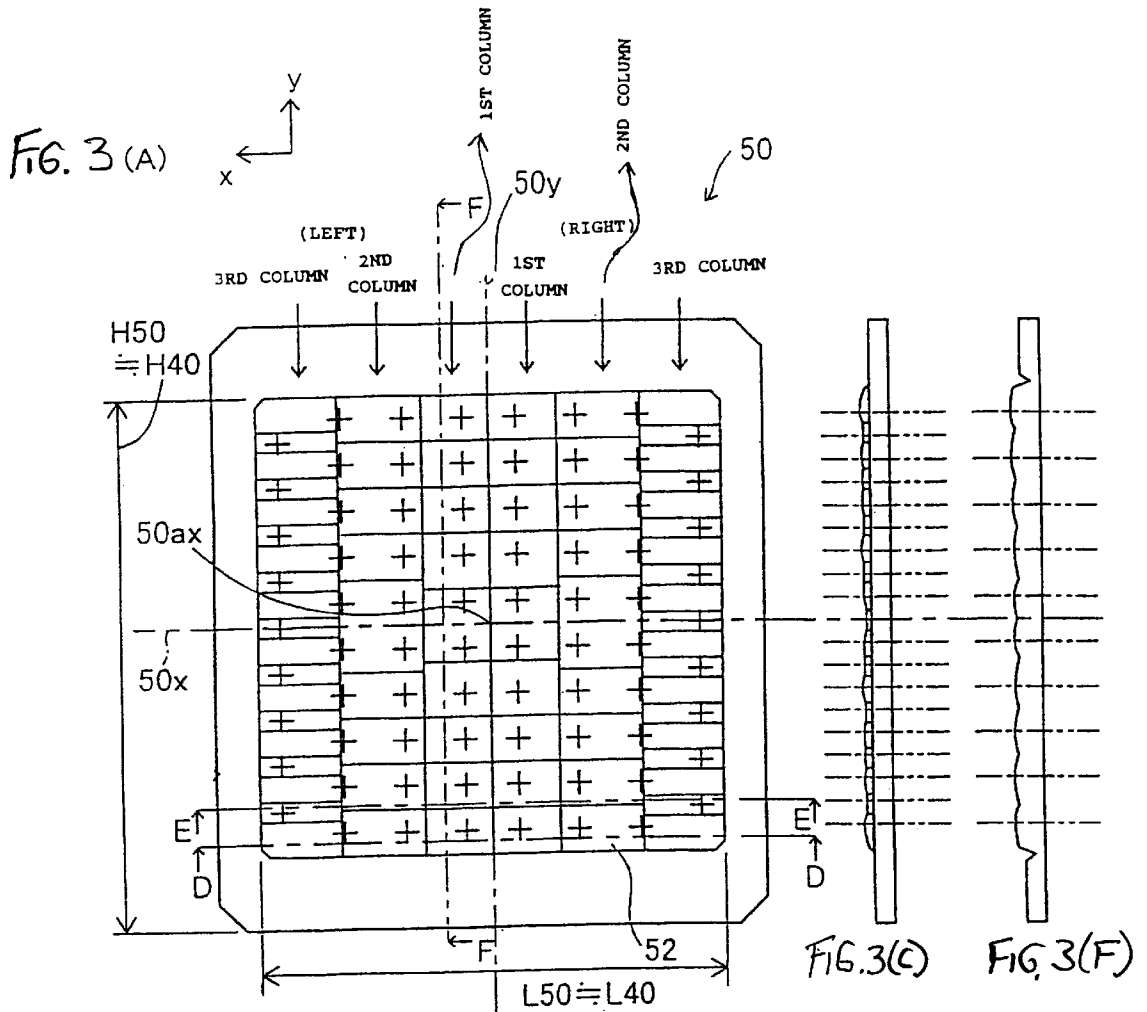 FIG. 3 (A)
y
x
1ST COLUMN
2ND COLUMN
50
50y
F
(LEFT)
(RIGHT)
3RD COLUMN
2ND
COLUMN
1ST
COLUMN
3RD COLUMN
H50
≒H40
50ax
50x
E
E
D
D
F
52
L50≒L40
FIG. 3(C)
FIG. 3(F)